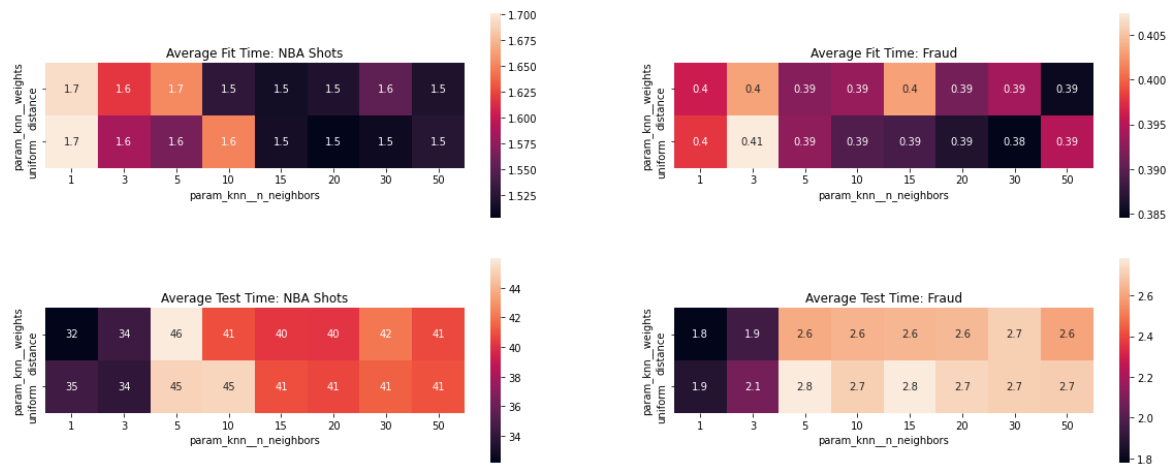 Average Fit Time: NBA Shots
param_knn__weights
distance
uniform
1.7 1.6 1.7 1.5 1.5 1.5 1.6 1.5
1.7 1.6 1.6 1.6 1.5 1.5 1.5 1.5
1 3 5 10 15 20 30 50
param_knn__n_neighbors
1.700
1.675
1.650
1.625
1.600
1.575
1.550
1.525
Average Fit Time: Fraud
param_knn__weights
distance
uniform
0.4 0.4 0.39 0.39 0.4 0.39 0.39 0.39
0.4 0.41 0.39 0.39 0.39 0.39 0.38 0.39
1 3 5 10 15 20 30 50
param_knn__n_neighbors
0.405
0.400
0.395
0.390
0.385
Average Test Time: NBA Shots
param_knn__weights
distance
uniform
32 34 46 41 40 40 42 41
35 34 45 45 41 41 41 41
1 3 5 10 15 20 30 50
param_knn__n_neighbors
44
42
40
38
36
34
Average Test Time: Fraud
param_knn__weights
distance
uniform
1.8 1.9 2.6 2.6 2.6 2.6 2.7 2.6
1.9 2.1 2.8 2.7 2.8 2.7 2.7 2.7
1 3 5 10 15 20 30 50
param_knn__n_neighbors
2.6
2.4
2.2
2.0
1.8